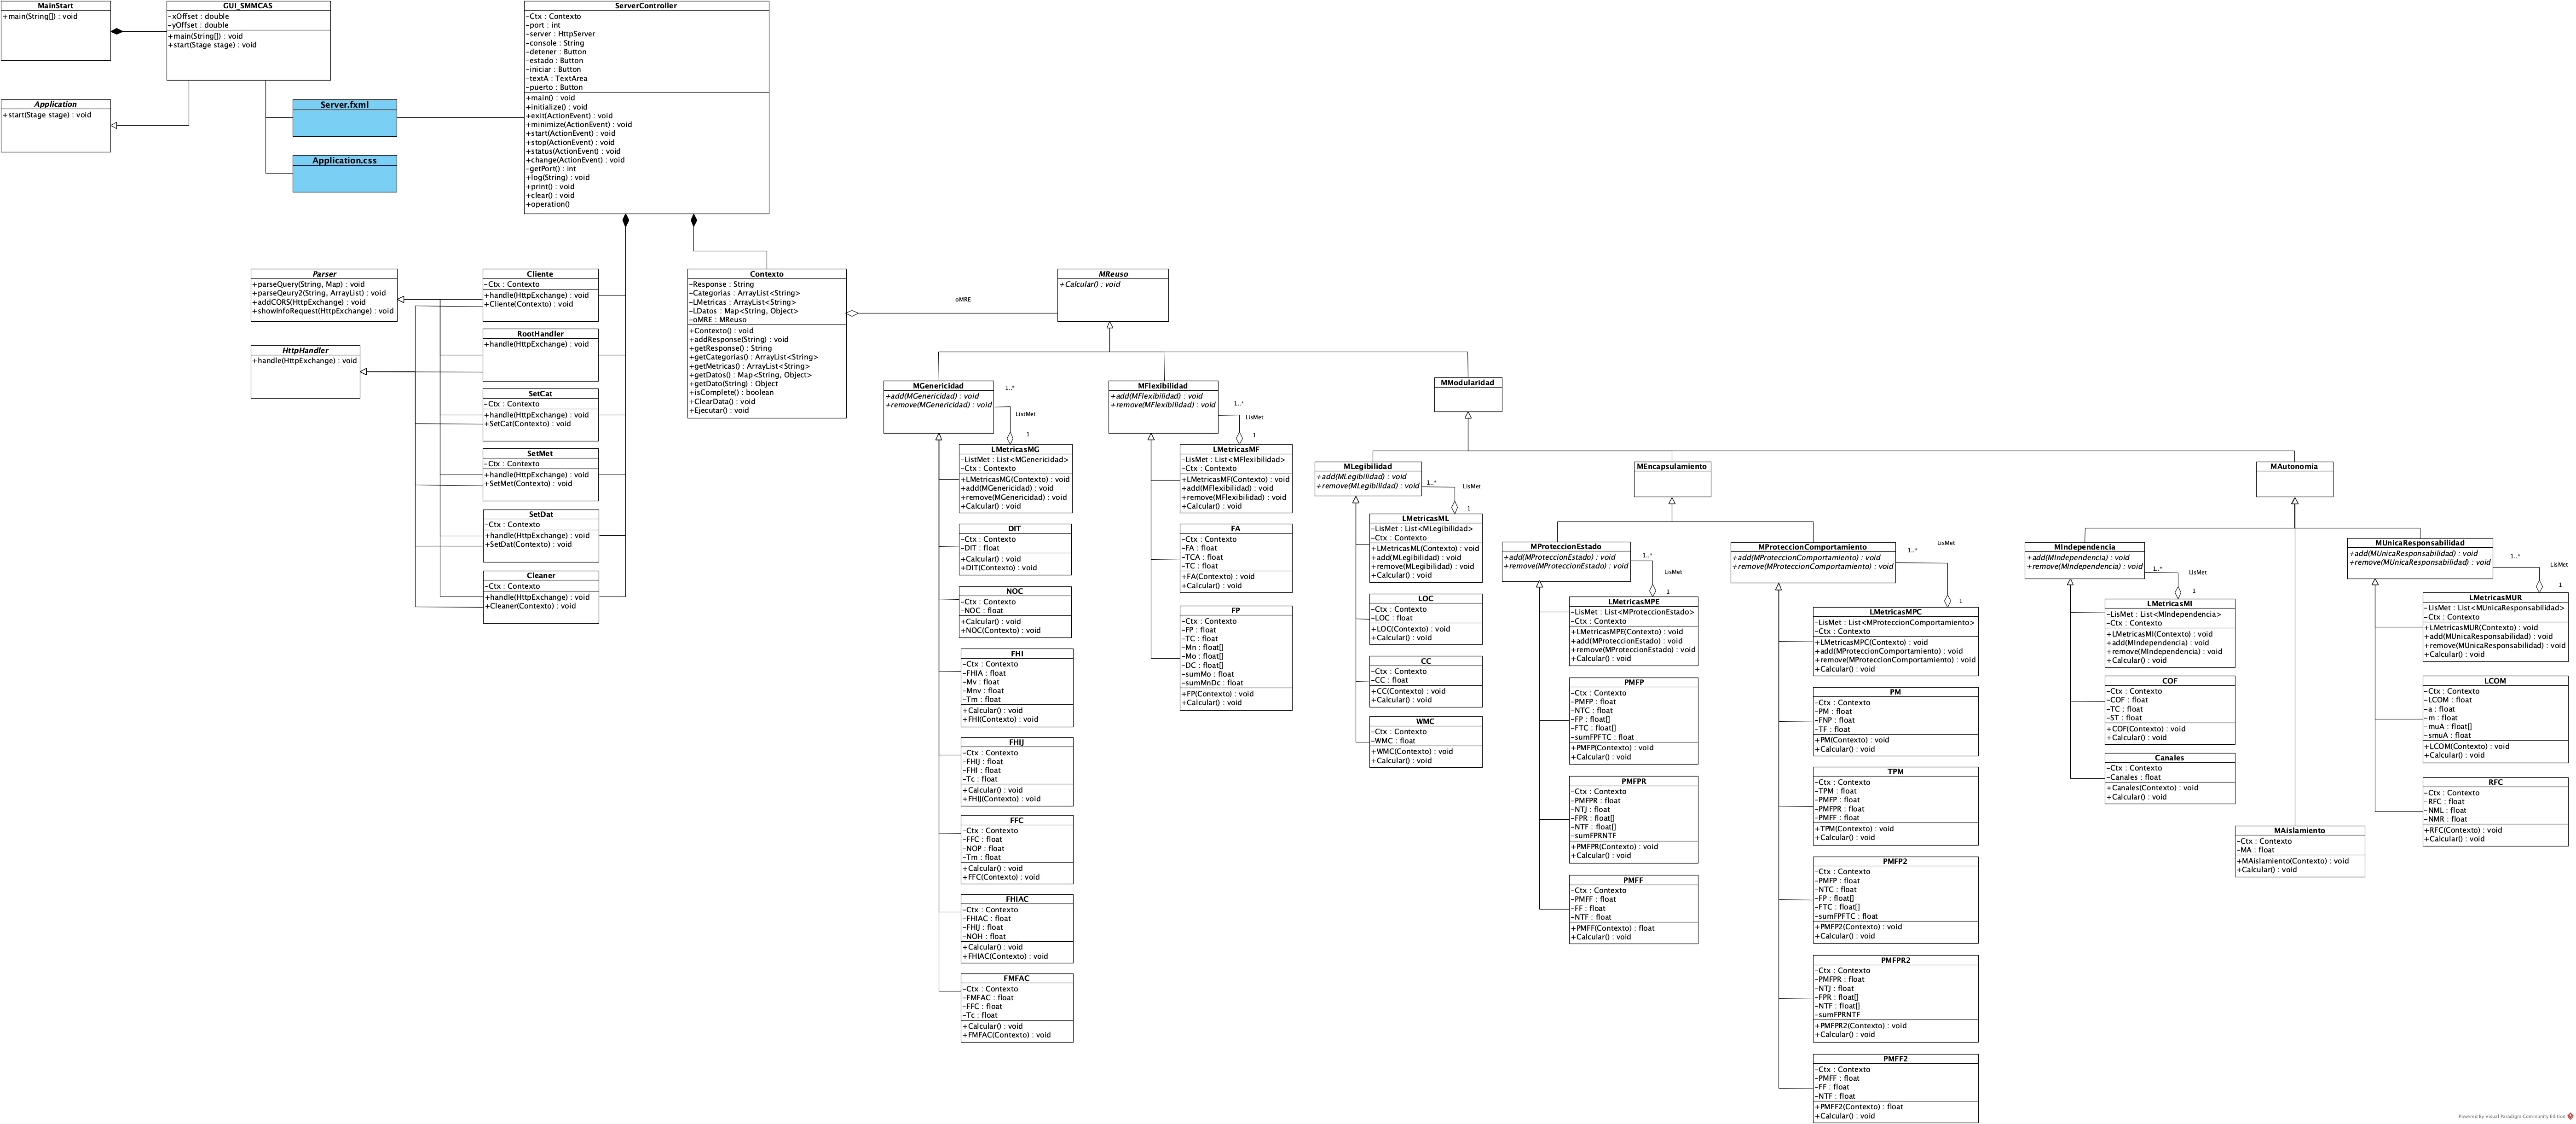 MainStart
+main(String[]) : void
GUI_SMMCAS
-xOffset : double
-yOffset : double
+main(String[]) : void
+start(Stage stage) : void
Application
+start(Stage stage) : void
Server.fxml
Application.css
ServerController
-Ctx : Contexto
-port : int
-server : HttpServer
-console : String
-detener : Button
-estado : Button
-iniciar : Button
-textA : TextArea
-puerto : Button
+main() : void
+initialize() : void
+exit(ActionEvent) : void
+minimize(ActionEvent) : void
+start(ActionEvent) : void
+stop(ActionEvent) : void
+status(ActionEvent) : void
+change(ActionEvent) : void
-getPort() : int
+log(String) : void
+print() : void
+clear() : void
+operation()
Parser
+parseQuery(String, Map) : void
+parseQeury2(String, ArrayList) : void
+addCORS(HttpExchange) : void
+showInfoRequest(HttpExchange) : void
HttpHandler
+handle(HttpExchange) : void
Cliente
-Ctx : Contexto
+handle(HttpExchange) : void
+Cliente(Contexto) : void
RootHandler
+handle(HttpExchange) : void
SetCat
-Ctx : Contexto
+handle(HttpExchange) : void
+SetCat(Contexto) : void
SetMet
-Ctx : Contexto
+handle(HttpExchange) : void
+SetMet(Contexto) : void
SetDat
-Ctx : Contexto
+handle(HttpExchange) : void
+SetDat(Contexto) : void
Cleaner
-Ctx : Contexto
+handle(HttpExchange) : void
+Cleaner(Contexto) : void
Contexto
-Response : String
-Categorias : ArrayList<String>
-LMetricas : ArrayList<String>
-LDatos : Map<String, Object>
-oMRE : MReuso
+Contexto() : void
+addResponse(String) : void
+getResponse() : String
+getCategorias() : ArrayList<String>
+getMetricas() : ArrayList<String>
+getDatos() : Map<String, Object>
+getDato(String) : Object
+isComplete() : boolean
+ClearData() : void
+Ejecutar() : void
oMRE
MReuso
+Calcular() : void
MGenericidad
+add(MGenericidad) : void
+remove(MGenericidad) : void
1..*
ListMet
1
LMetricasMG
-ListMet : List<MGenericidad>
-Ctx : Contexto
+LMetricasMG(Contexto) : void
+add(MGenericidad) : void
+remove(MGenericidad) : void
+Calcular() : void
DIT
-Ctx : Contexto
-DIT : float
+Calcular() : void
+DIT(Contexto) : void
NOC
-Ctx : Contexto
-NOC : float
+Calcular() : void
+NOC(Contexto) : void
FHI
-Ctx : Contexto
-FHIA : float
-Mv : float
-Mnv : float
-Tm : float
+Calcular() : void
+FHI(Contexto) : void
FHIJ
-Ctx : Contexto
-FHIJ : float
-FHI : float
-Tc : float
+Calcular() : void
+FHIJ(Contexto) : void
FFC
-Ctx : Contexto
-FFC : float
-NOP : float
-Tm : float
+Calcular() : void
+FFC(Contexto) : void
FHIAC
-Ctx : Contexto
-FHIAC : float
-FHIJ : float
-NOH : float
+Calcular() : void
+FHIAC(Contexto) : void
FMFAC
-Ctx : Contexto
-FMFAC : float
-FFC : float
-Tc : float
+Calcular() : void
+FMFAC(Contexto) : void
MFlexibilidad
+add(MFlexibilidad) : void
+remove(MFlexibilidad) : void
1..*
LisMet
1
LMetricasMF
-LisMet : List<MFlexibilidad>
-Ctx : Contexto
+LMetricasMF(Contexto) : void
+add(MFlexibilidad) : void
+remove(MFlexibilidad) : void
+Calcular() : void
FA
-Ctx : Contexto
-FA : float
-TCA : float
-TC : float
+FA(Contexto) : void
+Calcular() : void
FP
-Ctx : Contexto
-FP : float
-TC : float
-Mn : float[]
-Mo : float[]
-DC : float[]
-sumMo : float
-sumMnDc : float
+FP(Contexto) : void
+Calcular() : void
MModularidad
MLegibilidad
+add(MLegibilidad) : void
+remove(MLegibilidad) : void
1..*
LisMet
1
LMetricasML
-LisMet : List<MLegibilidad>
-Ctx : Contexto
+LMetricasML(Contexto) : void
+add(MLegibilidad) : void
+remove(MLegibilidad) : void
+Calcular() : void
LOC
-Ctx : Contexto
-LOC : float
+LOC(Contexto) : void
+Calcular() : void
CC
-Ctx : Contexto
-CC : float
+CC(Contexto) : void
+Calcular() : void
WMC
-Ctx : Contexto
-WMC : float
+WMC(Contexto) : void
+Calcular() : void
MEncapsulamiento
MProteccionEstado
+add(MProteccionEstado) : void
+remove(MProteccionEstado) : void
1..*
LisMet
1
LMetricasMPE
-LisMet : List<MProteccionEstado>
-Ctx : Contexto
+LMetricasMPE(Contexto) : void
+add(MProteccionEstado) : void
+remove(MProteccionEstado) : void
+Calcular() : void
PMFP
-Ctx : Contexto
-PMFP : float
-NTC : float
-FP : float[]
-FTC : float[]
-sumFPFTC : float
+PMFP(Contexto) : void
+Calcular() : void
PMFPR
-Ctx : Contexto
-PMFPR : float
-NTJ : float
-FPR : float[]
-NTF : float[]
-sumFPRNTF
+PMFPR(Contexto) : void
+Calcular() : void
PMFF
-Ctx : Contexto
-PMFF : float
-FF : float
-NTF : float
+PMFF(Contexto) : float
+Calcular() : void
MProteccionComportamiento
+add(MProteccionComportamiento) : void
+remove(MProteccionComportamiento) : void
1..*
LisMet
1
LMetricasMPC
-LisMet : List<MProteccionComportamiento>
-Ctx : Contexto
+LMetricasMPC(Contexto) : void
+add(MProteccionComportamiento) : void
+remove(MProteccionComportamiento) : void
+Calcular() : void
PM
-Ctx : Contexto
-PM : float
-FNP : float
-TF : float
+PM(Contexto) : void
+Calcular() : void
TPM
-Ctx : Contexto
-TPM : float
-PMFP : float
-PMFPR : float
-PMFF : float
+TPM(Contexto) : void
+Calcular() : void
PMFP2
-Ctx : Contexto
-PMFP : float
-NTC : float
-FP : float[]
-FTC : float[]
-sumFPFTC : float
+PMFP2(Contexto) : void
+Calcular() : void
PMFPR2
-Ctx : Contexto
-PMFPR : float
-NTJ : float
-FPR : float[]
-NTF : float[]
-sumFPRNTF
+PMFPR2(Contexto) : void
+Calcular() : void
PMFF2
-Ctx : Contexto
-PMFF : float
-FF : float
-NTF : float
+PMFF2(Contexto) : float
+Calcular() : void
MAutonomia
MIndependencia
+add(MIndependencia) : void
+remove(MIndependencia) : void
1..*
LisMet
1
LMetricasMI
-LisMet : List<MIndependencia>
-Ctx : Contexto
+LMetricasMI(Contexto) : void
+add(MIndependencia) : void
+remove(MIndependencia) : void
+Calcular() : void
COF
-Ctx : Contexto
-COF : float
-TC : float
-ST : float
+COF(Contexto) : void
+Calcular() : void
Canales
-Ctx : Contexto
-Canales : float
+Canales(Contexto) : void
+Calcular() : void
MAislamiento
-Ctx : Contexto
-MA : float
+MAislamiento(Contexto) : void
+Calcular() : void
MUnicaResponsabilidad
+add(MUnicaResponsabilidad) : void
+remove(MUnicaResponsabilidad) : void
1..*
LisMet
1
LMetricasMUR
-LisMet : List<MUnicaResponsabilidad>
-Ctx : Contexto
+LMetricasMUR(Contexto) : void
+add(MUnicaResponsabilidad) : void
+remove(MUnicaResponsabilidad) : void
+Calcular() : void
LCOM
-Ctx : Contexto
-LCOM : float
-a : float
-m : float
-muA : float[]
-smuA : float
+LCOM(Contexto) : void
+Calcular() : void
RFC
-Ctx : Contexto
-RFC : float
-NML : float
-NMR : float
+RFC(Contexto) : void
+Calcular() : void
Powered By Visual Paradigm Community Edition